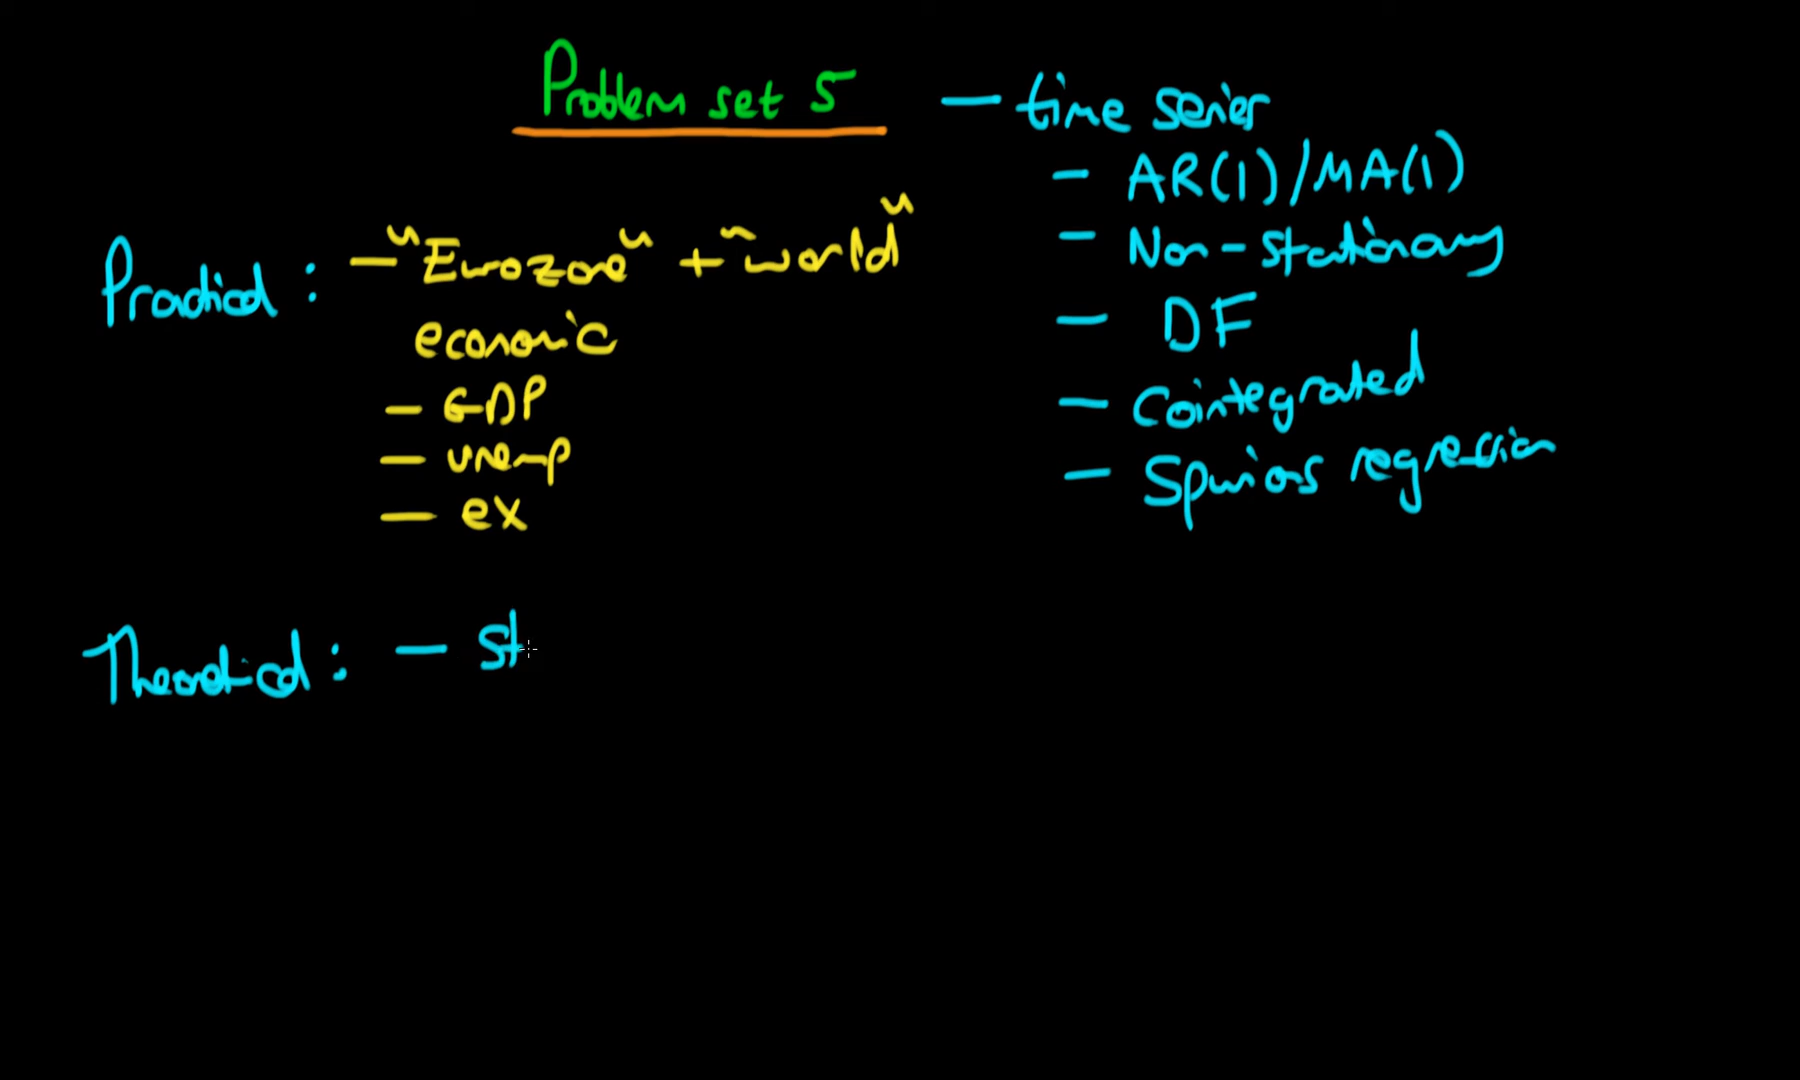 Problem set 5
– time series
– AR(1)/MA(1)
– Non-stationary
– DF
– Cointegrated
– Spurious regression
Practical : – "Eurozone" + "world"
economic
– GDP
– unemp
– ex
Theoretical : – St